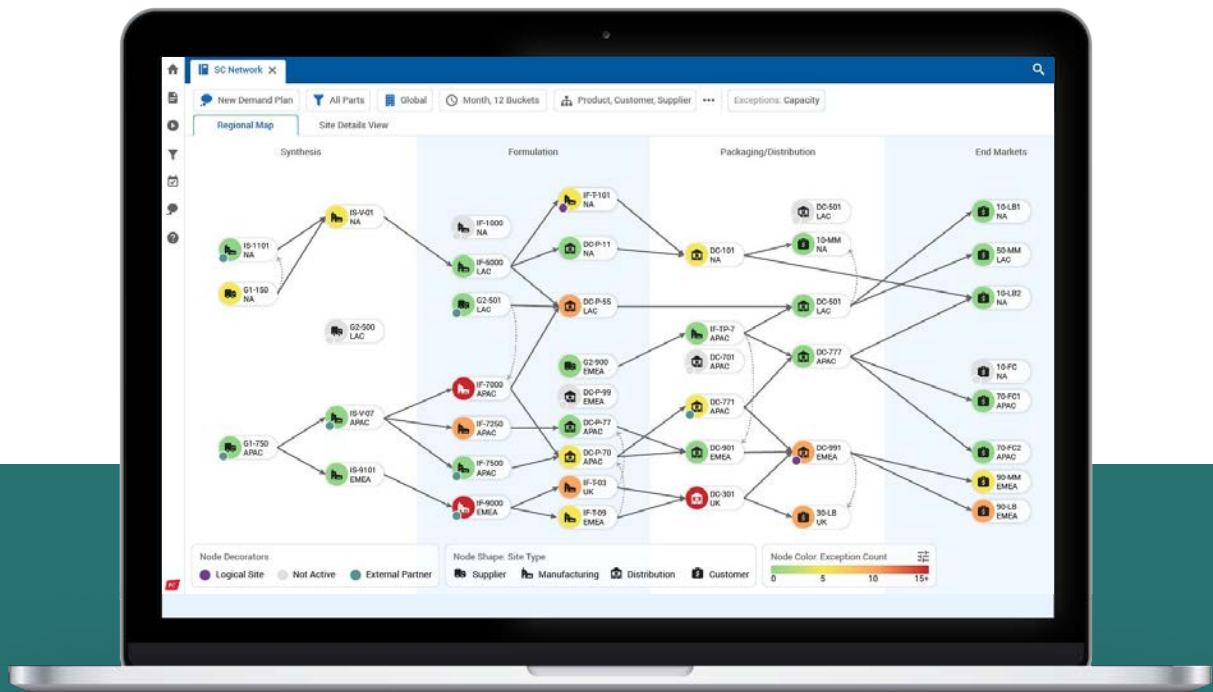 SC Network
New Demand Plan
All Parts
Global
Month, 12 Buckets
Product, Customer, Supplier
Exceptions: Capacity
Regional Map
Site Details View
Synthesis
Formulation
Packaging/Distribution
End Markets
IS-1101
NA
G1-150
NA
IS-V-01
NA
G2-500
LAC
IS-V-07
APAC
G1-750
APAC
IS-9101
EMEA
IF-1000
NA
IF-6000
LAC
G2-501
LAC
IF-7000
APAC
IF-7250
APAC
IF-7500
APAC
IF-9000
EMEA
IF-T-101
NA
DC-P-11
NA
DC-P-55
LAC
G2-900
EMEA
DC-P-99
EMEA
DC-P-77
APAC
DC-P-70
APAC
IF-T-03
UK
IF-T-09
EMEA
DC-101
NA
IF-TP-7
APAC
DC-701
APAC
DC-771
APAC
DC-901
EMEA
DC-301
UK
DC-501
LAC
10-MM
NA
DC-501
LAC
DC-777
APAC
DC-991
EMEA
30-LB
UK
10-LB1
NA
50-MM
LAC
10-LB2
NA
10-FC
NA
70-FC1
APAC
70-FC2
APAC
90-MM
EMEA
90-LB
EMEA
Node Decorators
Logical Site
Not Active
External Partner
Node Shape: Site Type
Supplier
Manufacturing
Distribution
Customer
Node Color: Exception Count
0
5
10
15+